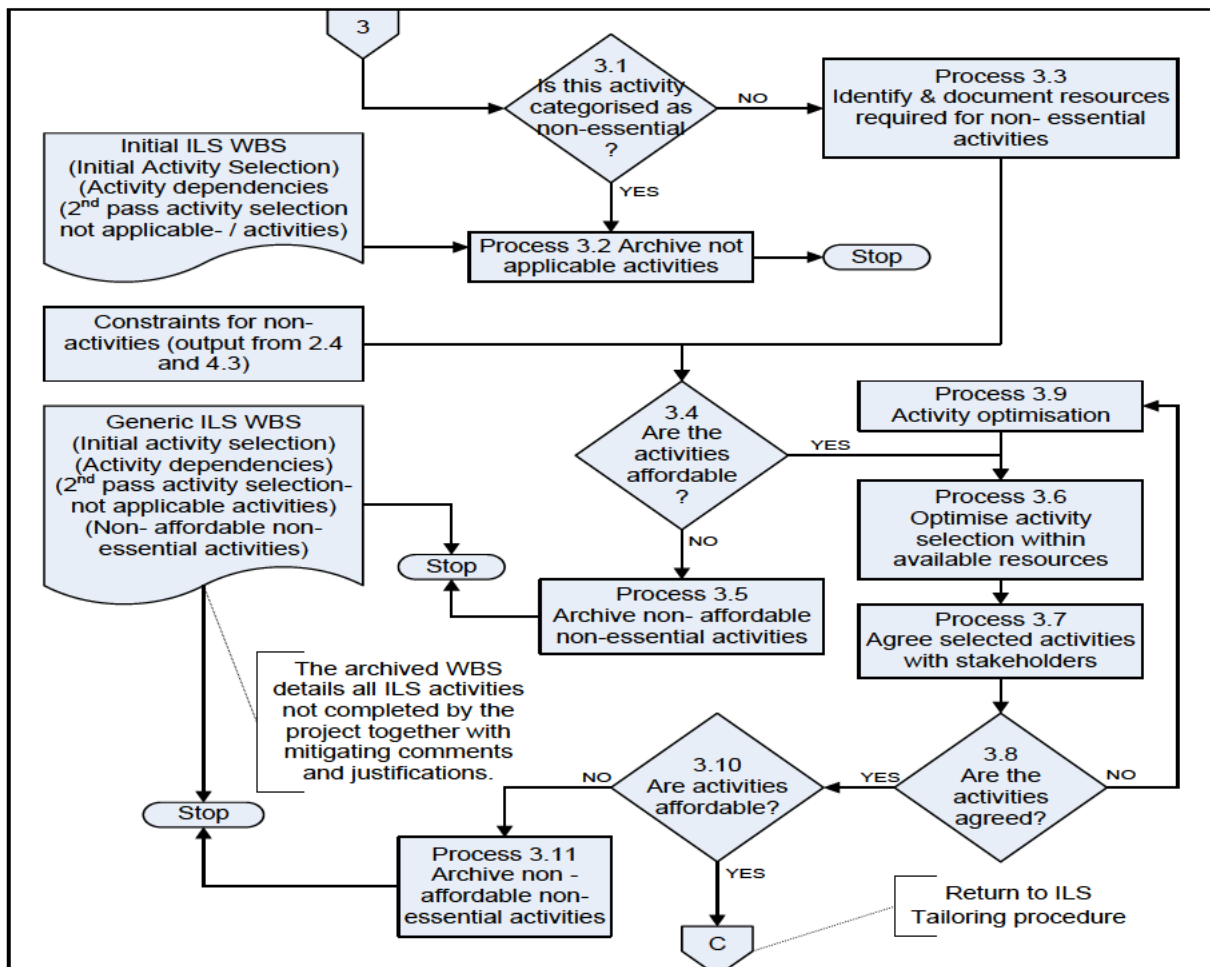 3
3.1
Is this activity
categorised as
non-essential
?
NO
YES
Process 3.3
Identify & document resources
required for non- essential
activities
Initial ILS WBS
(Initial Activity Selection)
(Activity dependencies
(2nd pass activity selection
not applicable- / activities)
Process 3.2 Archive not
applicable activities
Stop
Constraints for non-
activities (output from 2.4
and 4.3)
3.4
Are the
activities
affordable
?
YES
NO
Process 3.9
Activity optimisation
Generic ILS WBS
(Initial activity selection)
(Activity dependencies)
(2nd pass activity selection-
not applicable activities)
(Non- affordable non-
essential activities)
Stop
Process 3.5
Archive non- affordable
non-essential activities
Process 3.6
Optimise activity
selection within
available resources
Process 3.7
Agree selected activities
with stakeholders
The archived WBS
details all ILS activities
not completed by the
project together with
mitigating comments
and justifications.
3.8
Are the
activities
agreed?
NO
YES
3.10
Are activities
affordable?
NO
YES
Stop
Process 3.11
Archive non -
affordable non-
essential activities
Return to ILS
Tailoring procedure
C